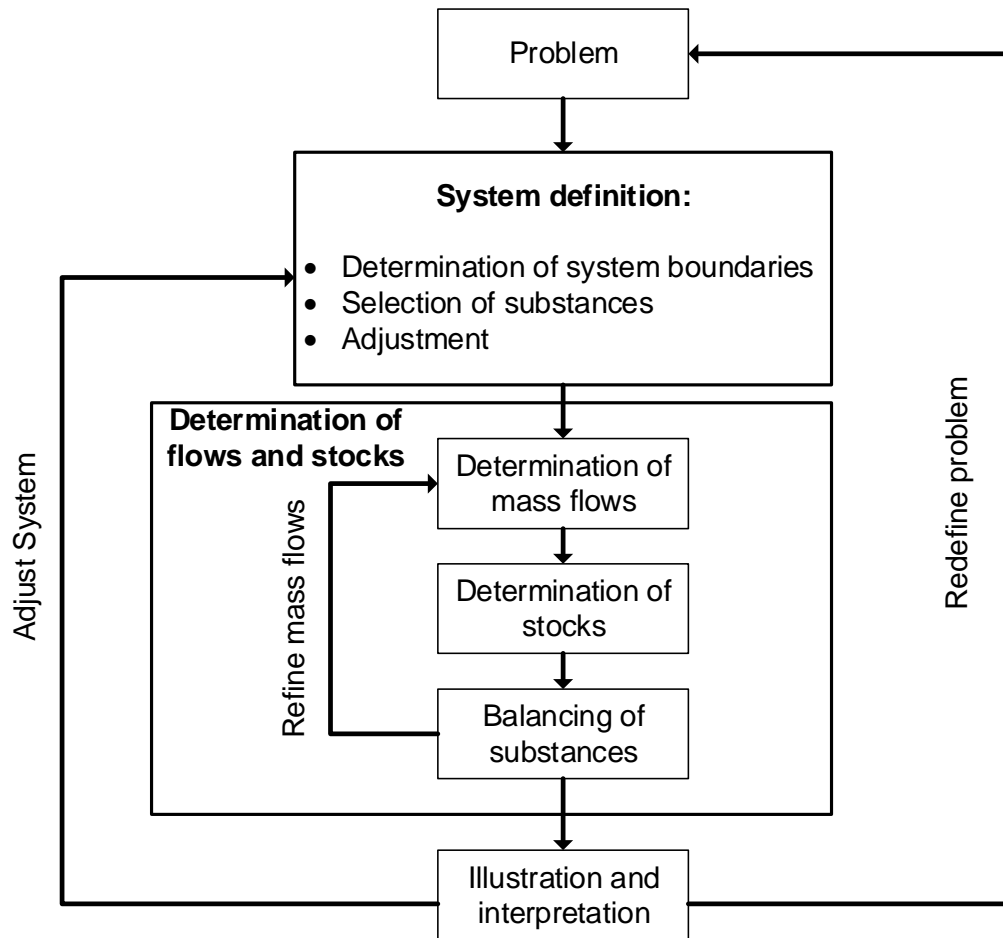 Problem
System definition:
• Determination of system boundaries
• Selection of substances
• Adjustment
Determination of
flows and stocks
Determination of
mass flows
Determination of
stocks
Balancing of
substances
Refine mass flows
Illustration and
interpretation
Adjust System
Redefine problem